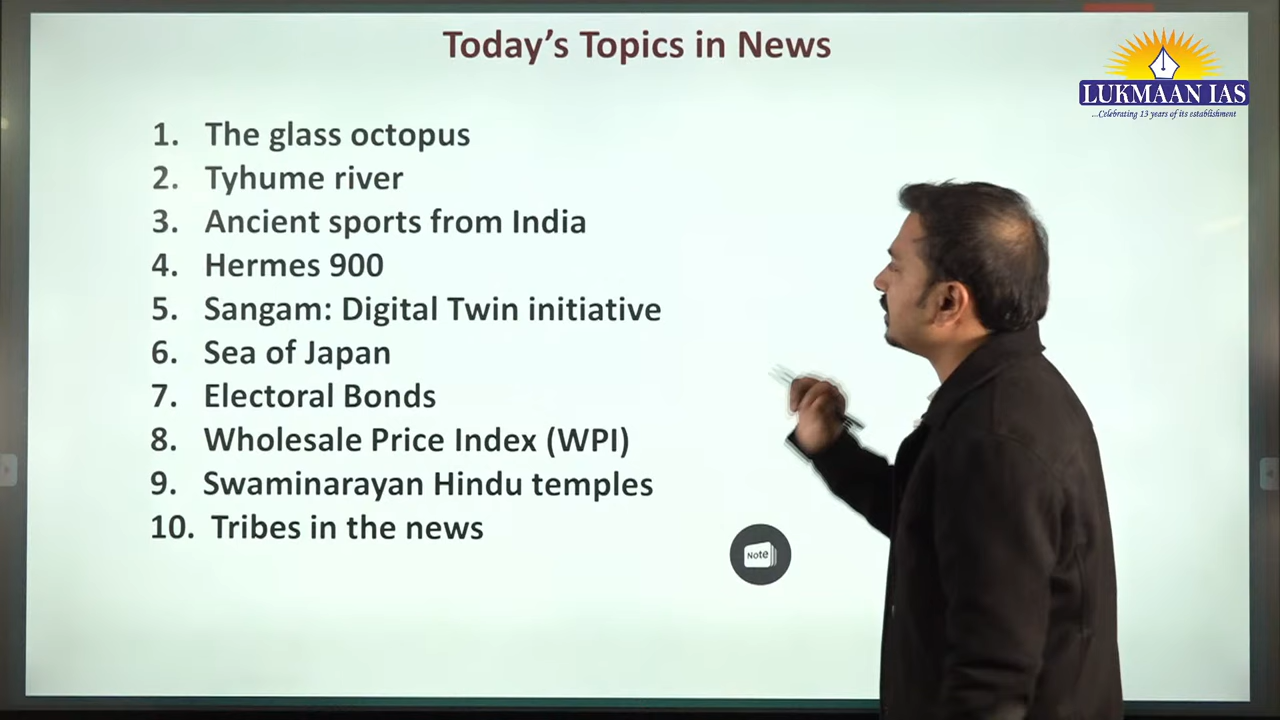 Today's Topics in News
LUKMAAN IAS
...Celebrating 13 years of its establishment
1. The glass octopus
2. Tyhume river
3. Ancient sports from India
4. Hermes 900
5. Sangam: Digital Twin initiative
6. Sea of Japan
7. Electoral Bonds
8. Wholesale Price Index (WPI)
9. Swaminarayan Hindu temples
10. Tribes in the news
Note